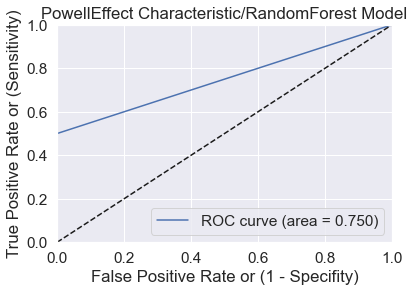 PowellEffect Characteristic/RandomForest Model
True Positive Rate or (Sensitivity)
1.0
0.8
0.6
0.4
0.2
0.0
ROC curve (area = 0.750)
0.0 0.2 0.4 0.6 0.8 1.0
False Positive Rate or (1 - Specifity)